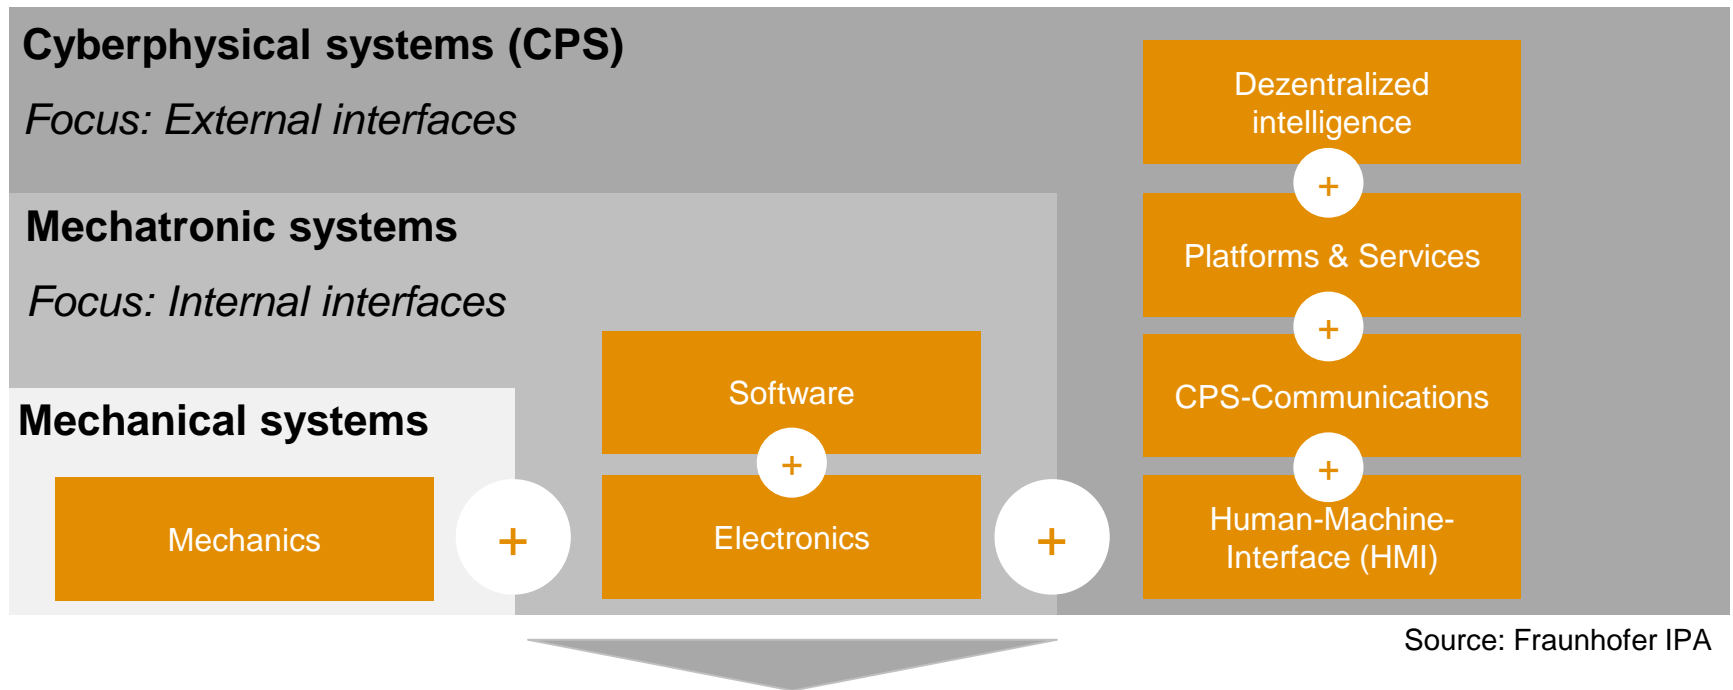 Cyberphysical systems (CPS)
Focus: External interfaces
Mechatronic systems
Focus: Internal interfaces
Mechanical systems
Mechanics
+
Software
+
Electronics
+
Dezentralized
intelligence
+
Platforms & Services
+
CPS-Communications
+
Human-Machine-
Interface (HMI)
Source: Fraunhofer IPA